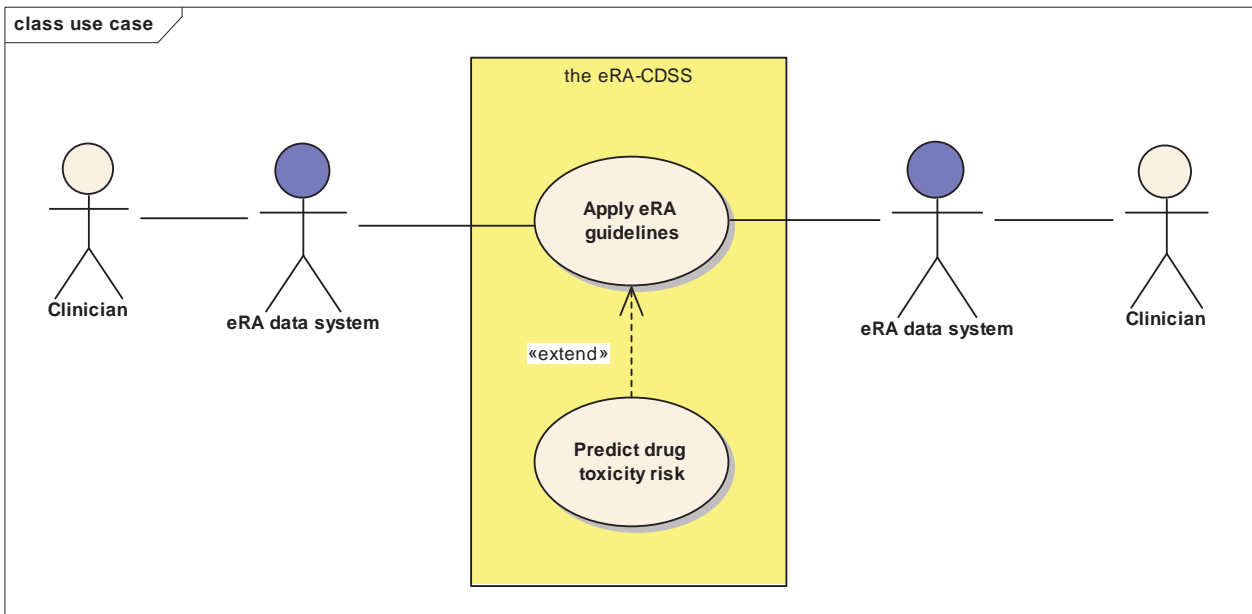 class use case
the eRA-CDSS
Apply eRA
guidelines
Clinician
eRA data system
eRA data system
Clinician
«extend»
Predict drug
toxicity risk